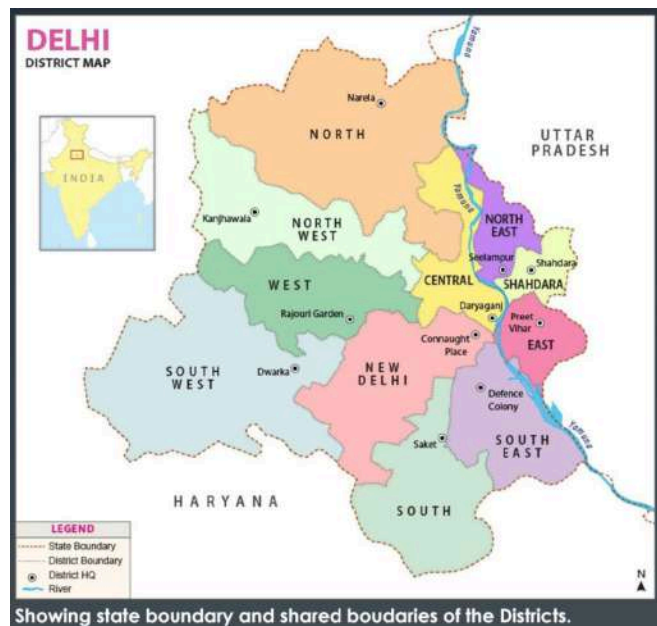 DELHI
DISTRICT MAP
Yamuna
Narela
NORTH
UTTAR
PRADESH
INDIA
Yamuna
Kanjhawala
NORTH
WEST
NORTH
EAST
Seelampur
Shahdara
SHAHDARA
CENTRAL
WEST
Daryaganj
Rajouri Garden
Preet
Vihar
Connaught
Place
EAST
SOUTH
WEST
Dwarka
NEW
DELHI
Defence
Colony
Yamuna
Saket
SOUTH
EAST
HARYANA
SOUTH
LEGEND
State Boundary
District Boundary
District HQ
River
N
Showing state boundary and shared boudaries of the Districts.